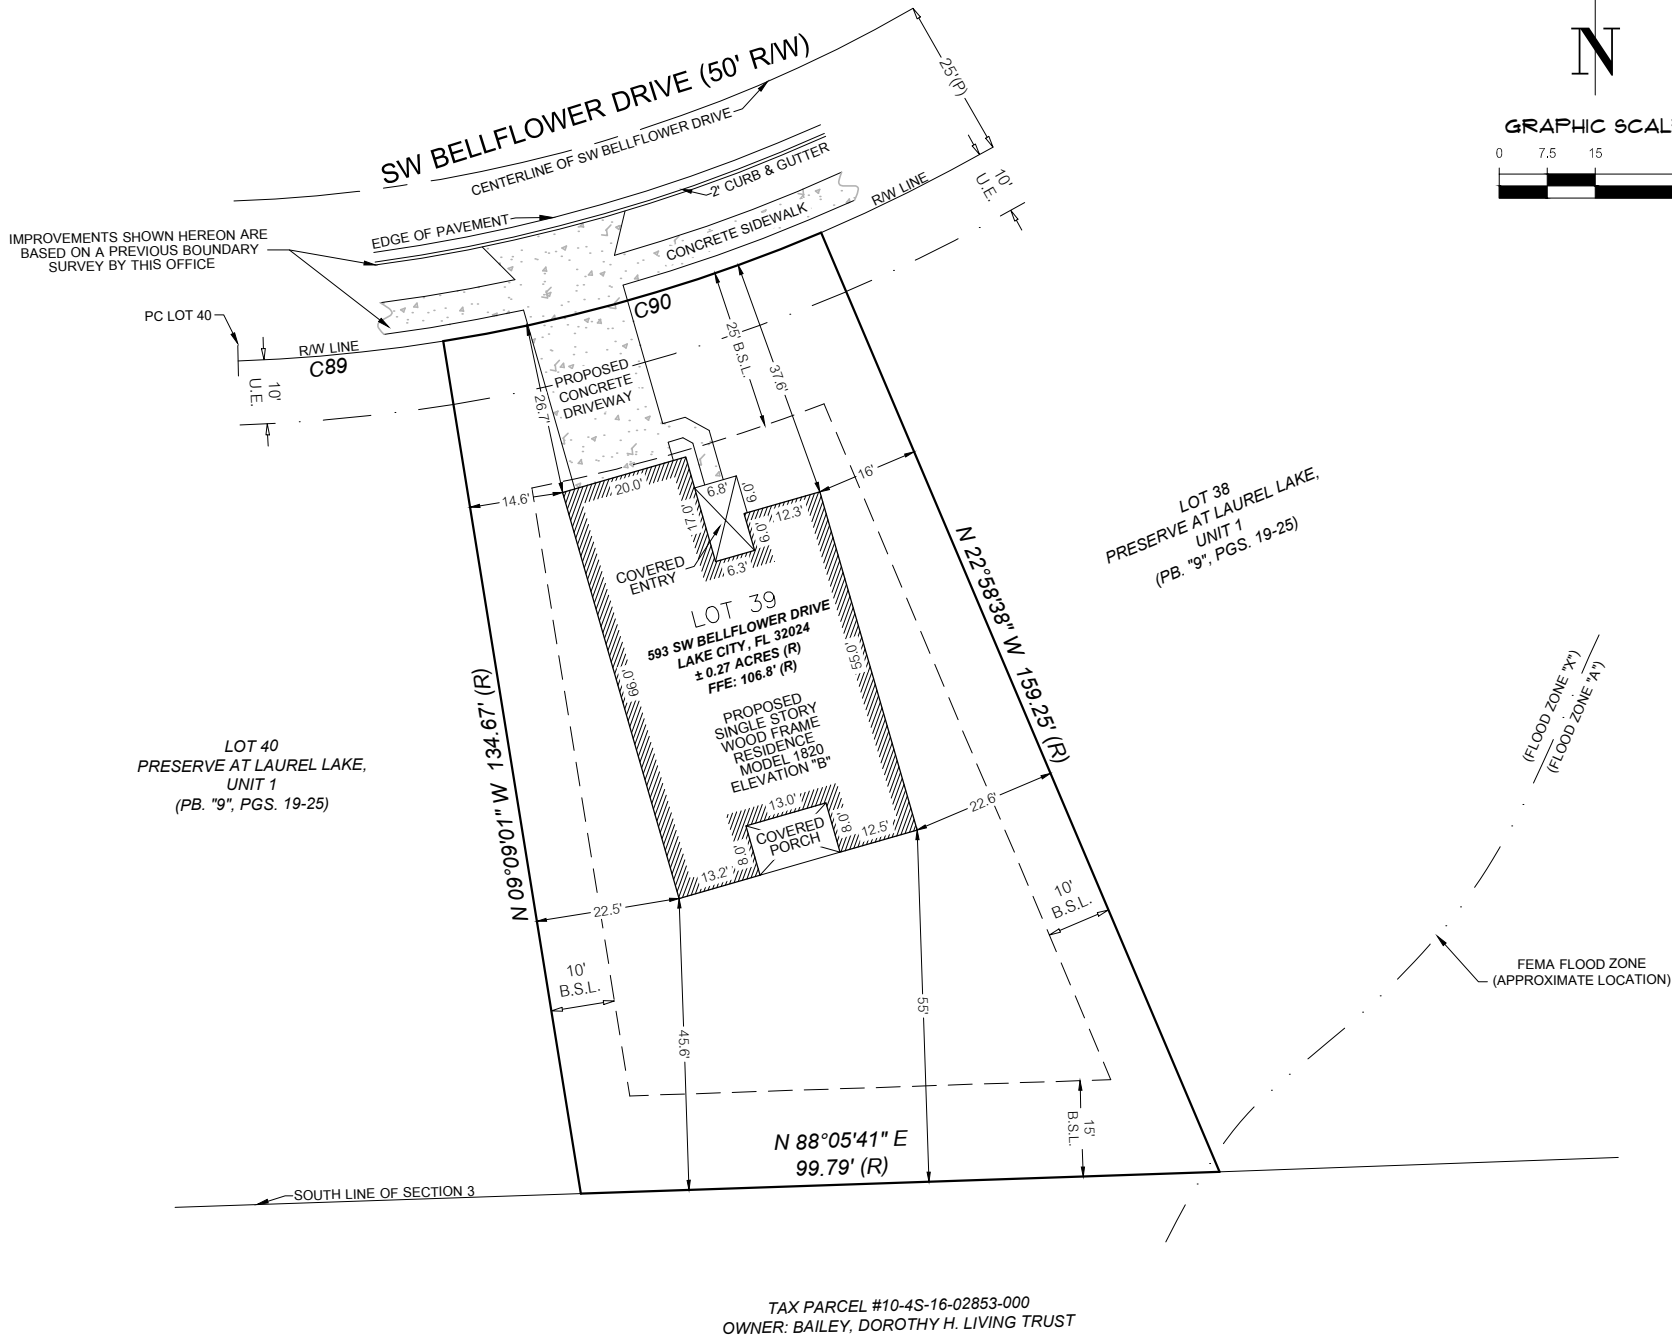 N
GRAPHIC SCALE
0 7.5 15
SW BELLFLOWER DRIVE (50' R/W)
CENTERLINE OF SW BELLFLOWER DRIVE
25'(P)
2' CURB & GUTTER
EDGE OF PAVEMENT
CONCRETE SIDEWALK
R/W LINE
10'
U.E.
IMPROVEMENTS SHOWN HEREON ARE
BASED ON A PREVIOUS BOUNDARY
SURVEY BY THIS OFFICE
PC LOT 40
R/W LINE
C89
10'
U.E.
C90
25' B.S.L.
37.6'
26.7'
PROPOSED
CONCRETE
DRIVEWAY
14.6'
20.0'
6.8'
6.0'
17.0'
12.3'
6.0'
6.3'
16'
COVERED
ENTRY
LOT 39
593 SW BELLFLOWER DRIVE
LAKE CITY, FL 32024
± 0.27 ACRES (R)
FFE: 106.8' (R)
66.0'
55.0'
PROPOSED
SINGLE STORY
WOOD FRAME
RESIDENCE
MODEL 1820
ELEVATION "B"
13.0'
8.0'
8.0'
12.5'
13.2'
COVERED
PORCH
22.5'
22.6'
N 09°09'01" W 134.67' (R)
N 22°58'38" W 159.25' (R)
LOT 38
PRESERVE AT LAUREL LAKE,
UNIT 1
(PB. "9", PGS. 19-25)
LOT 40
PRESERVE AT LAUREL LAKE,
UNIT 1
(PB. "9", PGS. 19-25)
(FLOOD ZONE "X")
(FLOOD ZONE "A")
FEMA FLOOD ZONE
(APPROXIMATE LOCATION)
10'
B.S.L.
10'
B.S.L.
45.6'
55'
15'
B.S.L.
N 88°05'41" E
99.79' (R)
SOUTH LINE OF SECTION 3
TAX PARCEL #10-4S-16-02853-000
OWNER: BAILEY, DOROTHY H. LIVING TRUST